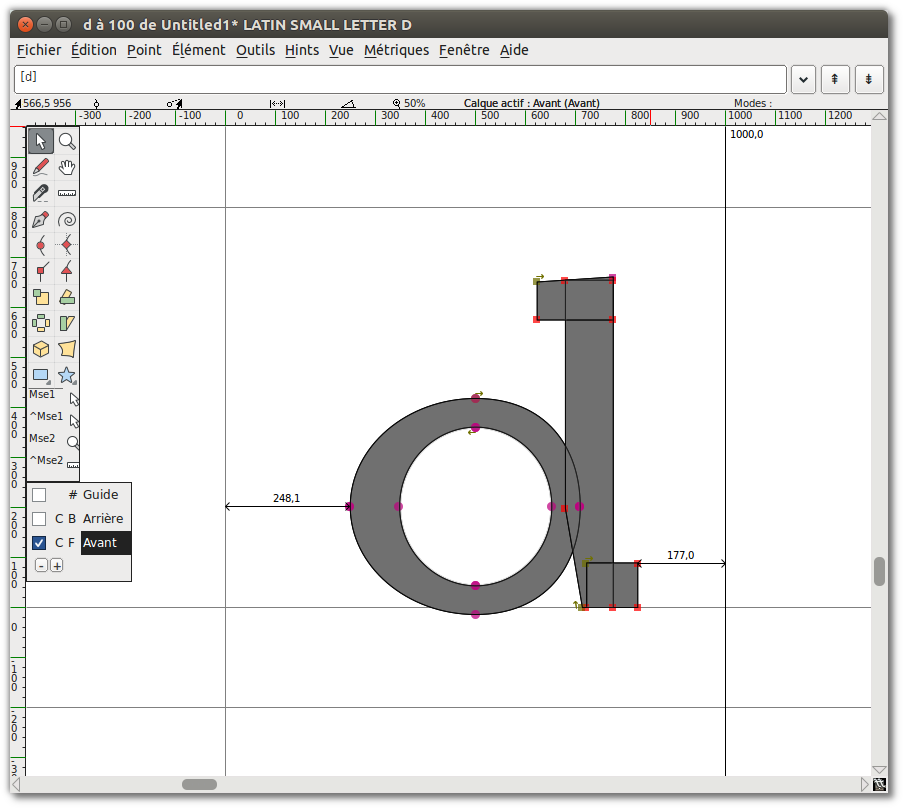 d à 100 de Untitled1* LATIN SMALL LETTER D
Fichier Édition Point Élément Outils Hints Vue Métriques Fenêtre Aide
[d]
566,5 956 50% Calque actif : Avant (Avant) Modes :
-300 -200 -100 0 100 200 300 400 500 600 700 800 900 1000 1100 1200
1000,0
900
800
700
600
500
400
300
200
100
0
-100
-200
-3
Mse1
^Mse1
Mse2
^Mse2
# Guide
C B Arrière
C F Avant
- +
248,1
177,0
d